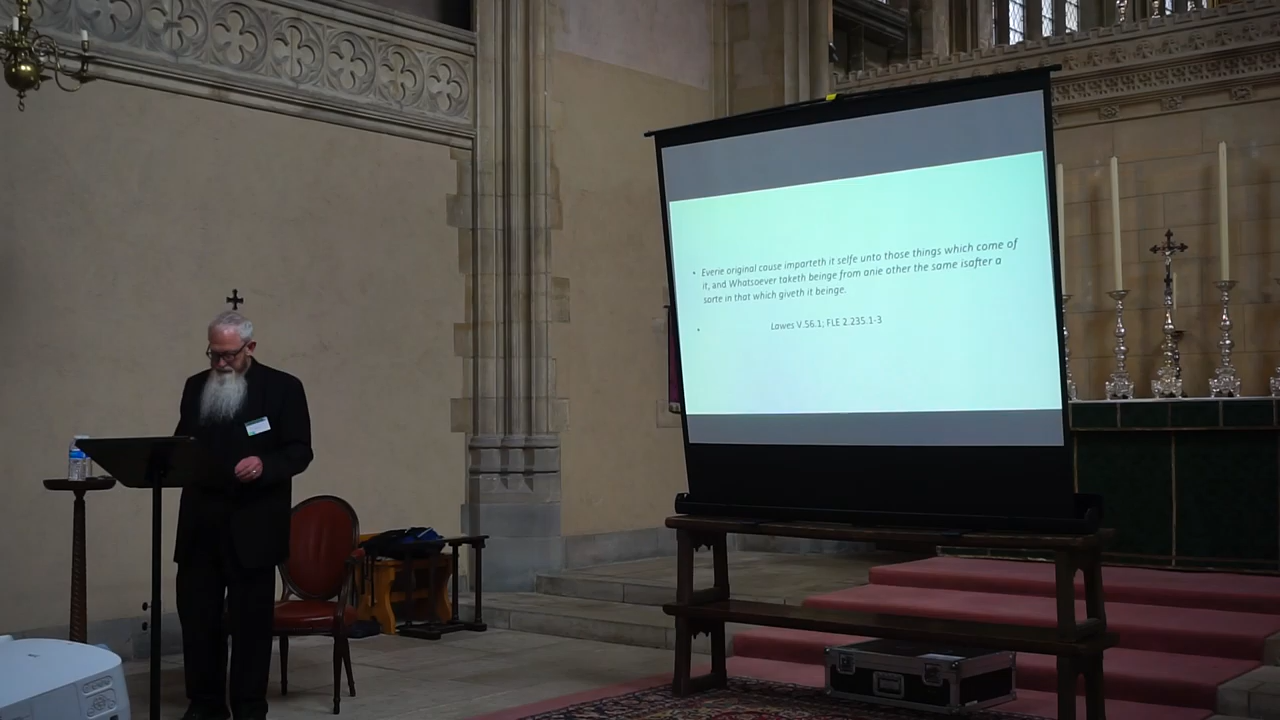 • Everie original cause imparteth it selfe unto those things which come of
it, and Whatsoever taketh beinge from anie other the same isafter a
sorte in that which giveth it beinge.
• Lawes V.56.1; FLE 2.235.1-3